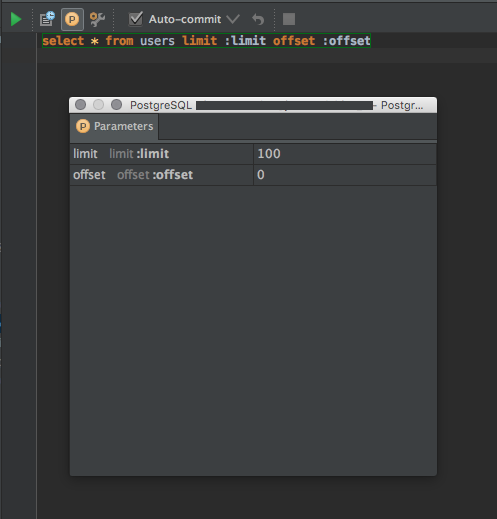 Auto-commit
select * from users limit :limit offset :offset
PostgreSQL - Postgr...
P Parameters
limit limit :limit 100
offset offset :offset 0